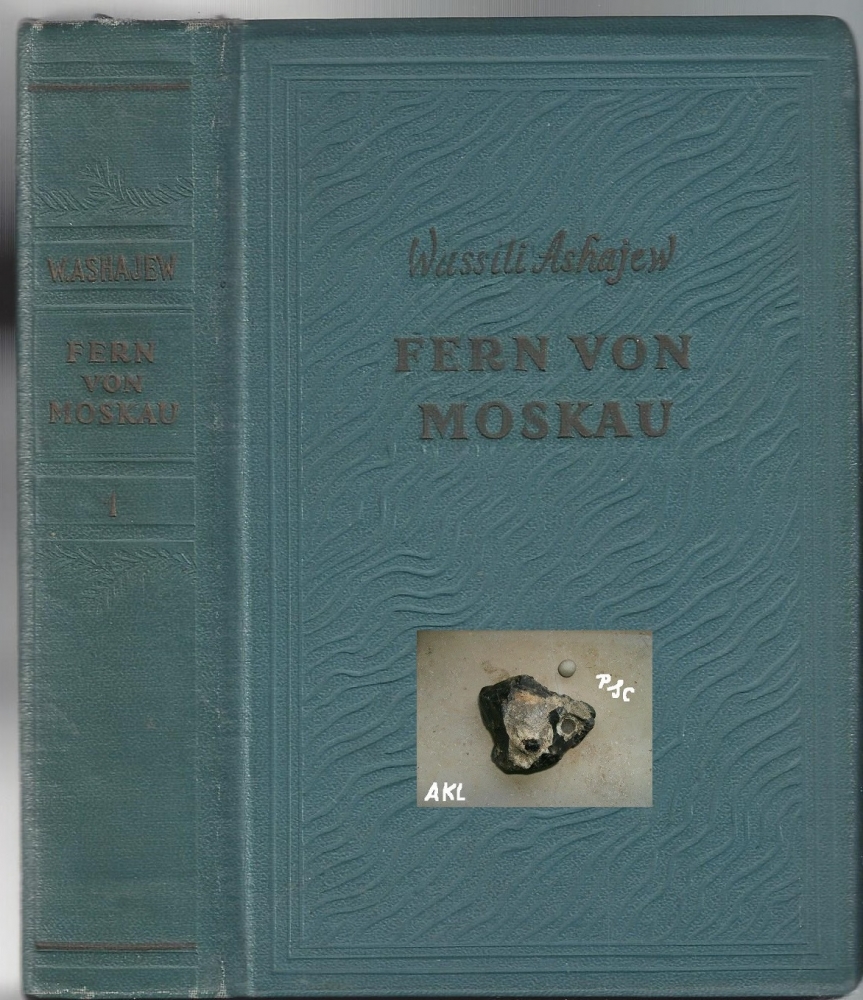 W.ASHAJEW
FERN
VON
MOSKAU
1
Wassili Ashajew
FERN VON
MOSKAU
PSC
AKL